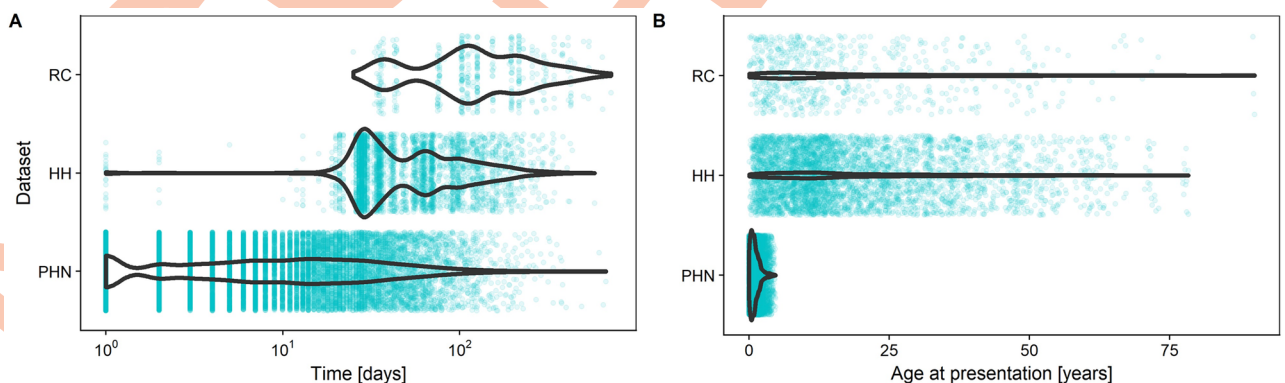 A
B
Dataset
RC
HH
PHN
10⁰
10¹
10²
Time [days]
RC
HH
PHN
0
25
50
75
Age at presentation [years]